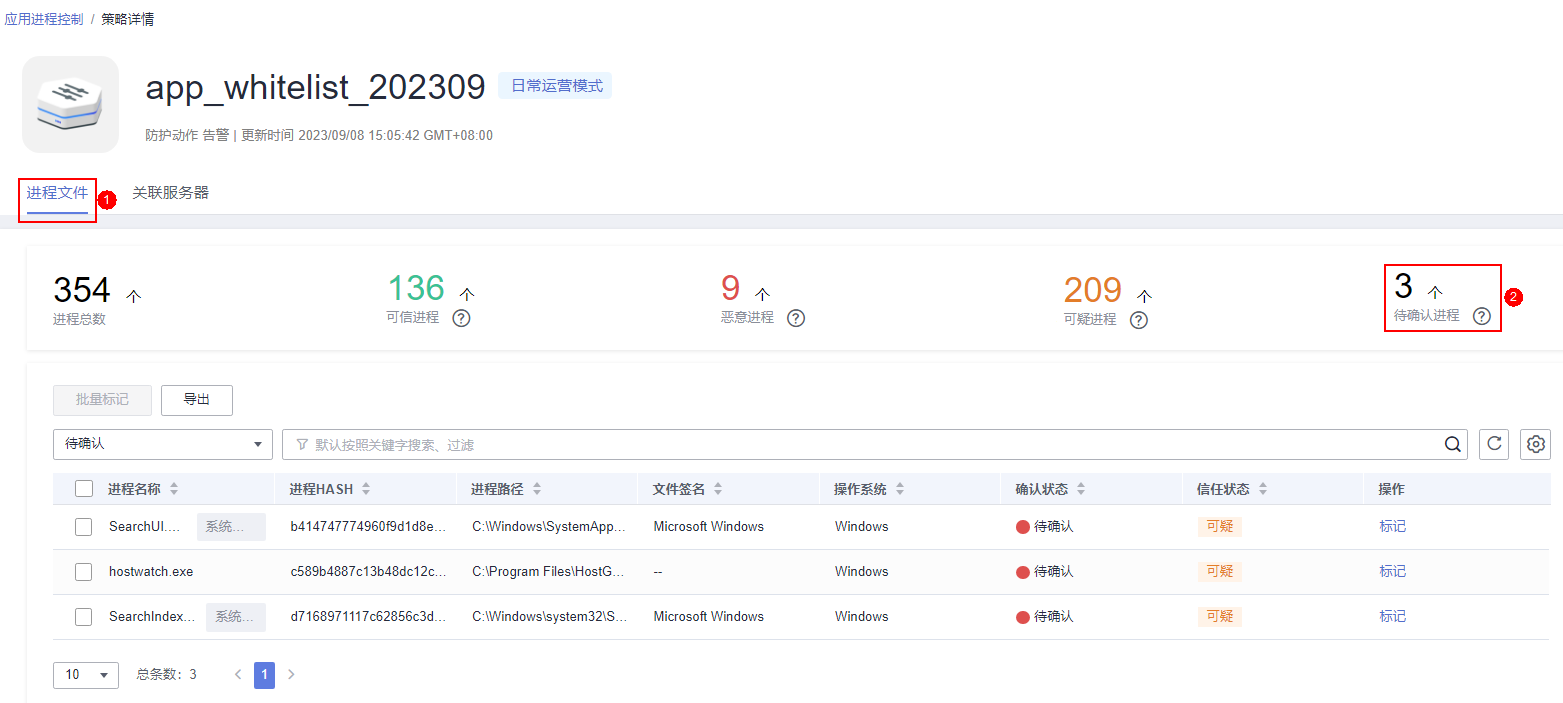 应用进程控制 / 策略详情
app_whitelist_202309 日常运营模式
防护动作 告警 | 更新时间 2023/09/08 15:05:42 GMT+08:00
进程文件 1 关联服务器
354 个 136 个 9 个 209 个 3 个 2
进程总数 可信进程 ? 恶意进程 ? 可疑进程 ? 待确认进程 ?
批量标记 导出
待确认 默认按照关键字搜索、过滤
进程名称 进程HASH 进程路径 文件签名 操作系统 确认状态 信任状态 操作
SearchUI.... 系统... b414747774960f9d1d8e... C:\Windows\SystemApp... Microsoft Windows Windows 待确认 可疑 标记
hostwatch.exe c589b4887c13b48dc12c... C:\Program Files\HostG... -- Windows 待确认 可疑 标记
SearchIndex... 系统... d7168971117c62856c3d... C:\Windows\system32\S... Microsoft Windows Windows 待确认 可疑 标记
10 总条数: 3 < 1 >